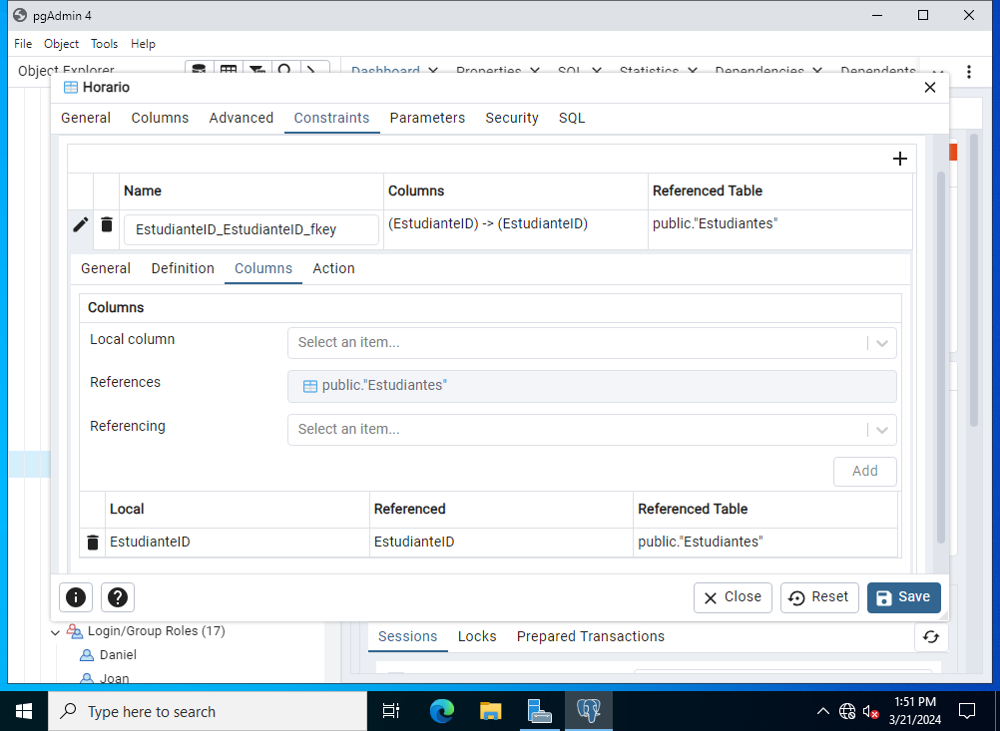 pgAdmin 4
File Object Tools Help
Object Explorer
Dashboard Properties SQL Statistics Dependencies Dependents
Horario
General Columns Advanced Constraints Parameters Security SQL
Name Columns Referenced Table
EstudianteID_EstudianteID_fkey (EstudianteID) -> (EstudianteID) public."Estudiantes"
General Definition Columns Action
Columns
Local column Select an item...
References public."Estudiantes"
Referencing Select an item...
Add
Local Referenced Referenced Table
EstudianteID EstudianteID public."Estudiantes"
Close Reset Save
Login/Group Roles (17)
Daniel
Joan
Sessions Locks Prepared Transactions
Type here to search
1:51 PM
3/21/2024